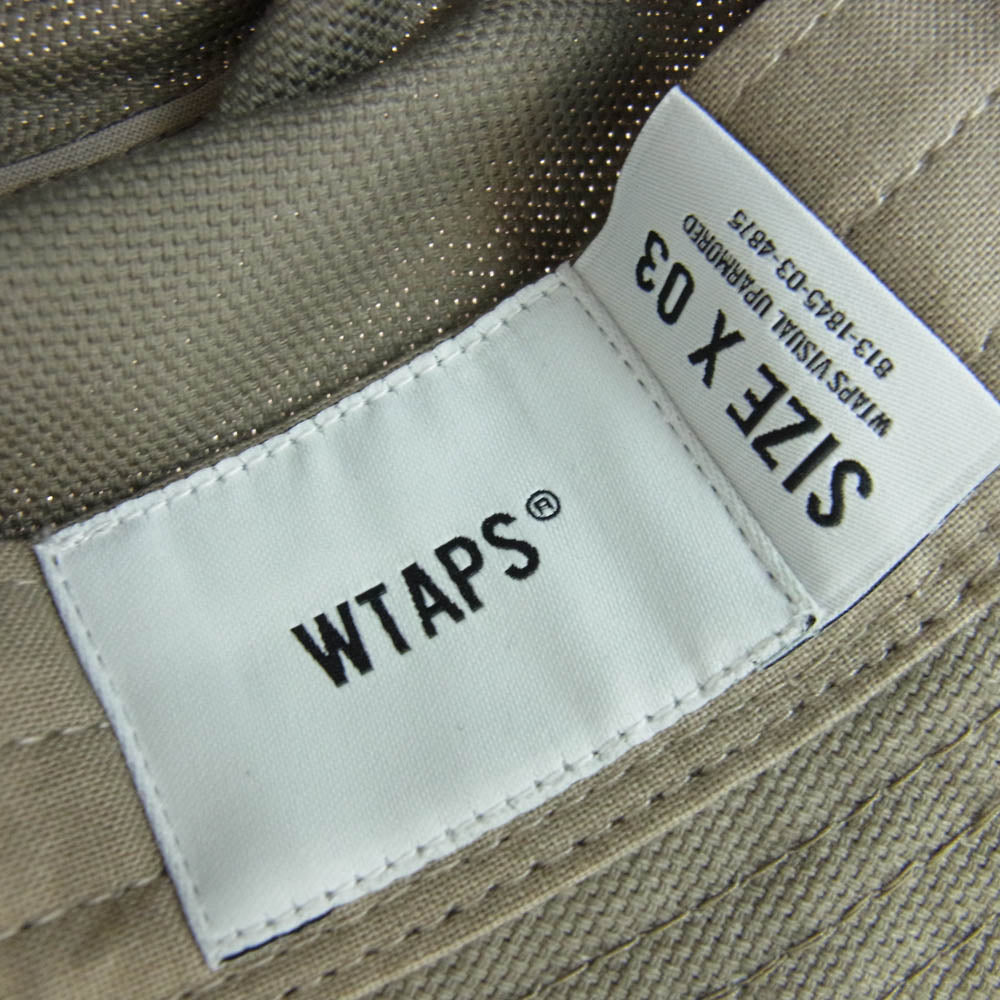 WTAPS®
SIZE X 03
WTAPS VISUAL UPARMORED
813-1845-03-4815